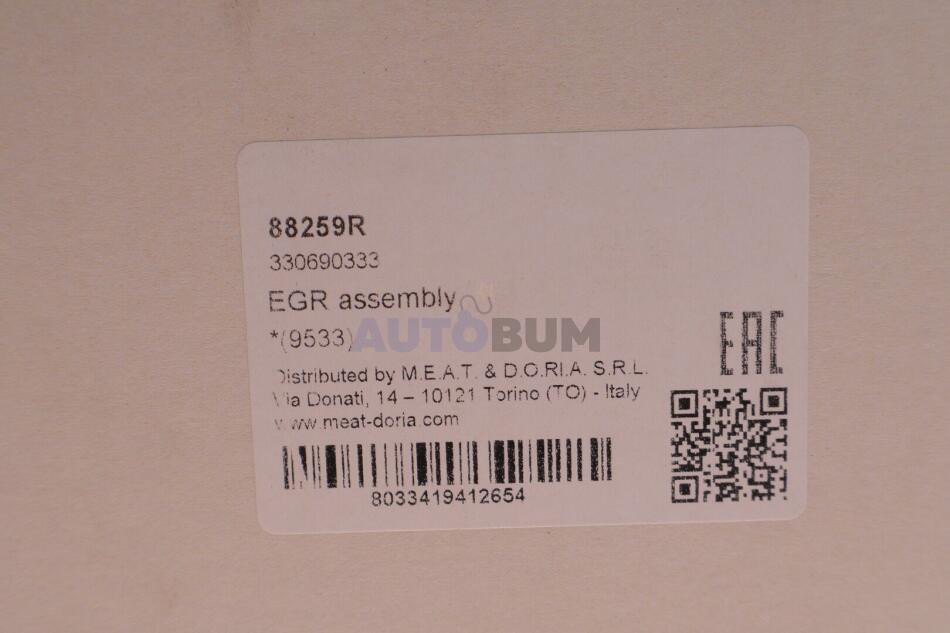 88259R
330690333
EGR assembly
*(9533)
AUTOBUM
Distributed by M.E.A.T. & D.O.RI.A. S.R.L.
Via Donati, 14 – 10121 Torino (TO) - Italy
www.meat-doria.com
8033419412654
EAC